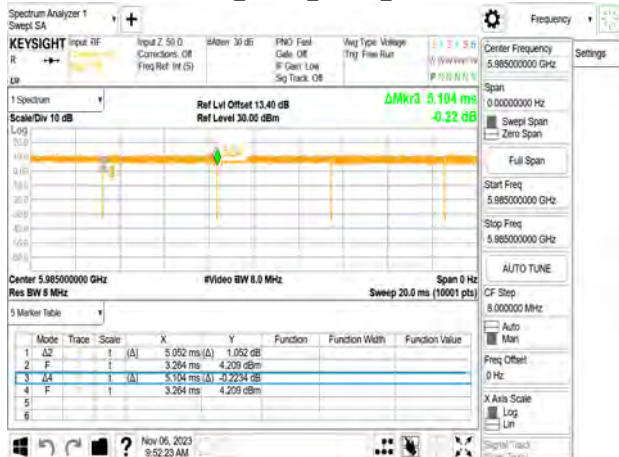 Spectrum Analyzer 1
Swept SA
Frequency
KEYSIGHT Input: RF
R
Input Z: 50 Ω
Corrections: Off
Freq Ref: Int (S)
#Atten: 30 dB
PNO: Fast
Gate: Off
IF Gain: Low
Sig Track: Off
Avg Type: Voltage
Trig: Free Run
P N N N N N
1 Spectrum
Scale/Div 10 dB
Log
Ref Lvl Offset 13.40 dB
Ref Level 30.00 dBm
ΔMkr3 5.104 ms
-0.22 dB
20.0
10.0
0.00
Center 5.985000000 GHz
Res BW 8 MHz
#Video BW 8.0 MHz
Span 0 Hz
Sweep 20.0 ms (10001 pts)
5 Marker Table
Mode Trace Scale X Y Function Function Width Function Value
1 Δ2 t (Δ) 5.052 ms (Δ) 1.052 dB
2 F t 3.264 ms 4.209 dBm
3 Δ4 t (Δ) 5.104 ms (Δ) -0.2234 dB
4 F t 3.264 ms 4.209 dBm
5
6
Nov 06, 2023
9:52:23 AM
Center Frequency
5.985000000 GHz
Settings
Span
0.00000000 Hz
Swept Span
Zero Span
Full Span
Start Freq
5.985000000 GHz
Stop Freq
5.985000000 GHz
AUTO TUNE
CF Step
8.000000 MHz
Auto
Man
Freq Offset
0 Hz
X Axis Scale
Log
Lin
Signal Track